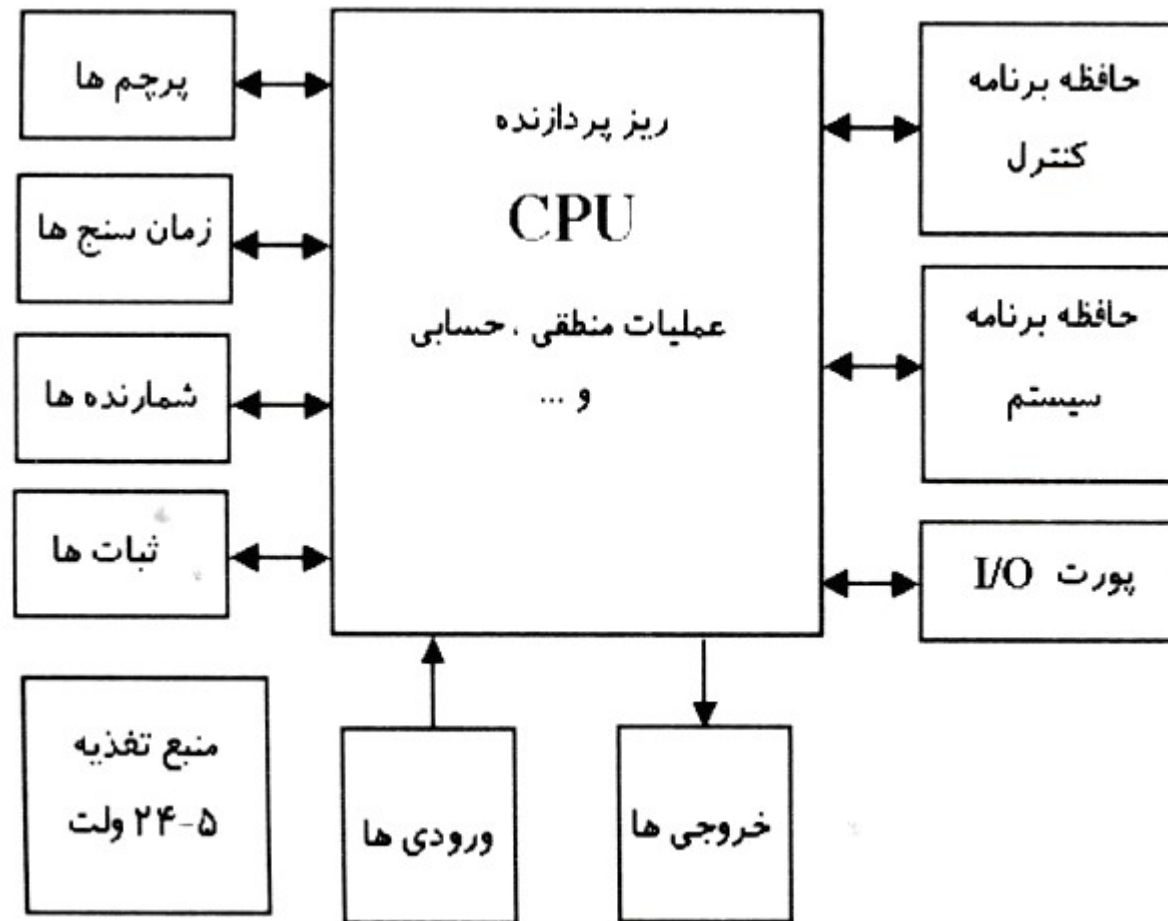 پرچم ها
زمان سنج ها
شمارنده ها
ثبات ها
منبع تغذیه
۲۴-۵ ولت
ریز پردازنده
CPU
عملیات منطقی ، حسابی
و ...
ورودی ها
خروجی ها
حافظه برنامه
کنترل
حافظه برنامه
سیستم
پورت I/O